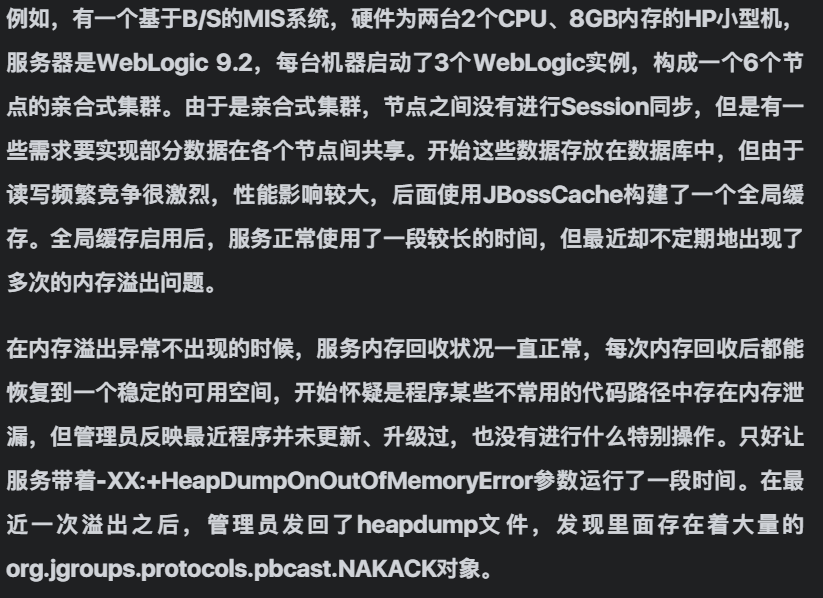 例如，有一个基于B/S的MIS系统，硬件为两台2个CPU、8GB内存的HP小型机，
服务器是WebLogic 9.2，每台机器启动了3个WebLogic实例，构成一个6个节
点的亲合式集群。由于是亲合式集群，节点之间没有进行Session同步，但是有一
些需求要实现部分数据在各个节点间共享。开始这些数据存放在数据库中，但由于
读写频繁竞争很激烈，性能影响较大，后面使用JBossCache构建了一个全局缓
存。全局缓存启用后，服务正常使用了一段较长的时间，但最近却不定期地出现了
多次的内存溢出问题。
在内存溢出异常不出现的时候，服务内存回收状况一直正常，每次内存回收后都能
恢复到一个稳定的可用空间，开始怀疑是程序某些不常用的代码路径中存在内存泄
漏，但管理员反映最近程序并未更新、升级过，也没有进行什么特别操作。只好让
服务带着-XX:+HeapDumpOnOutOfMemoryError参数运行了一段时间。在最
近一次溢出之后，管理员发回了heapdump文件，发现里面存在着大量的
org.jgroups.protocols.pbcast.NAKACK对象。